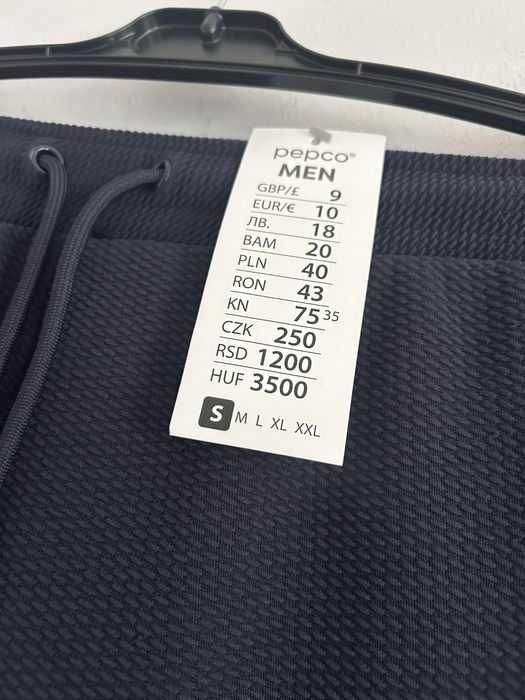 pepco®
MEN
GBP/£ 9
EUR/€ 10
ЛВ. 18
BAM 20
PLN 40
RON 43
KN 75 35
CZK 250
RSD 1200
HUF 3500
S M L XL XXL